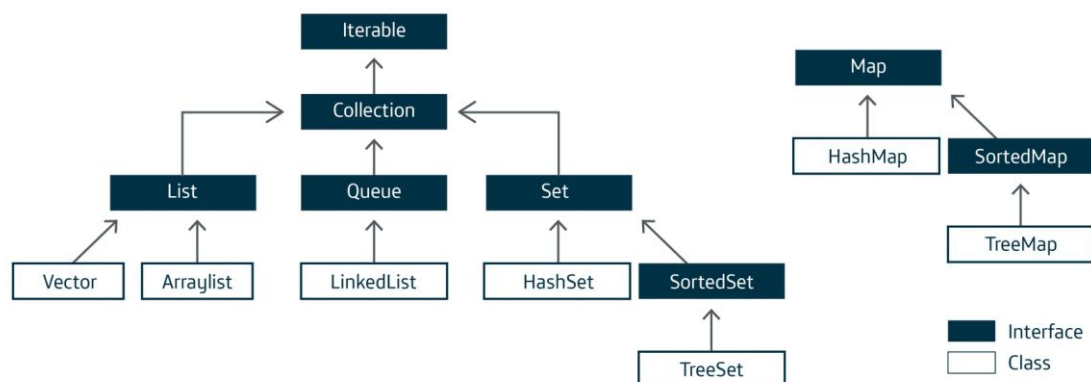 Iterable
Map
Collection
HashMap
SortedMap
List
Queue
Set
TreeMap
Vector
Arraylist
LinkedList
HashSet
SortedSet
Interface
TreeSet
Class